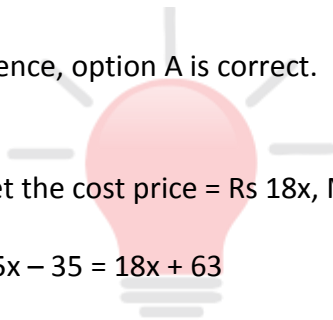 ence, option A is correct.
et the cost price = Rs 18x, M
5x – 35 = 18x + 63